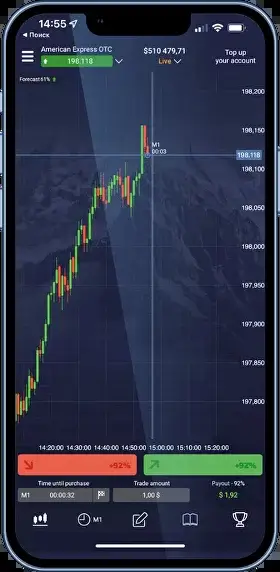 14:55
◀ Поиск
American Express OTC
198,118
$510 479,71
Live
Top up
your account
Forecast 61%
198,200
198,150
M1
00:03
198,118
198,100
198,050
198,000
197,950
197,900
197,850
197,800
14:20:00 14:30:00 14:40:00 14:50:00 15:00:00 15:10:00 15:20:00
+92%
+92%
Time until purchase
Trade amount
Payout - 92%
M1
00:00:32
1,00 $
$ 1,92
M1